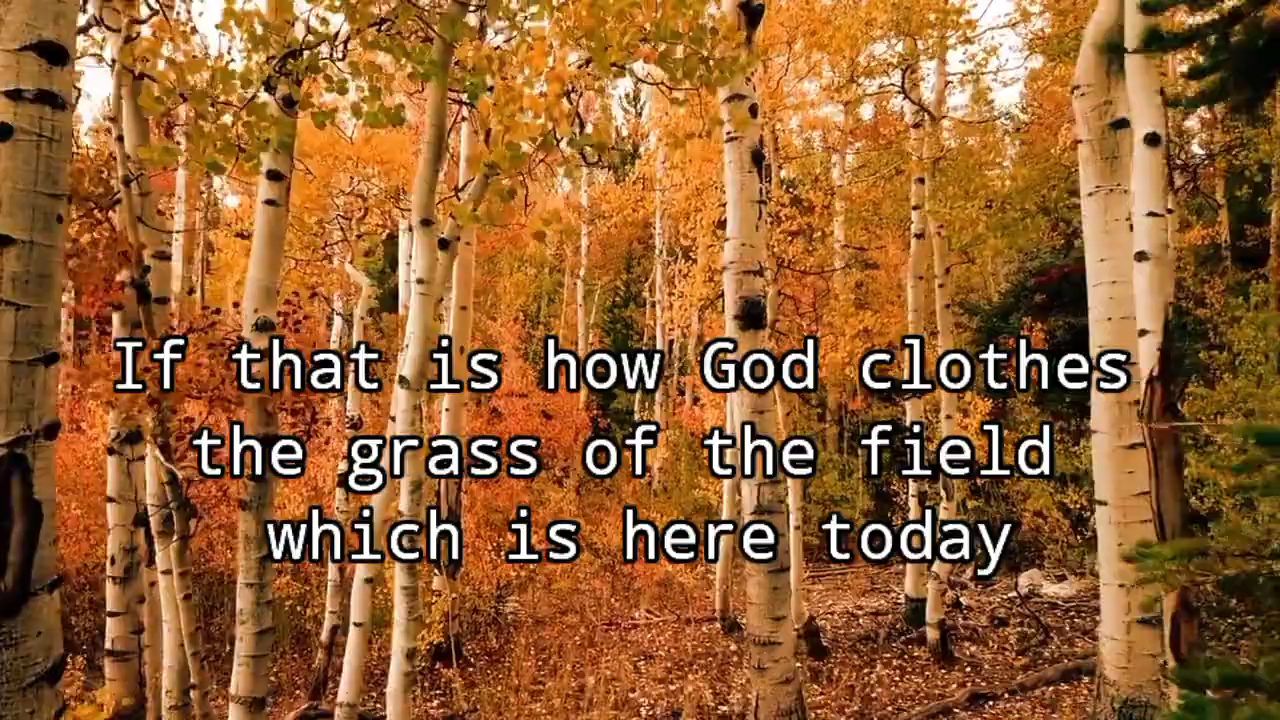 If that is how God clothes
the grass of the field
which is here today